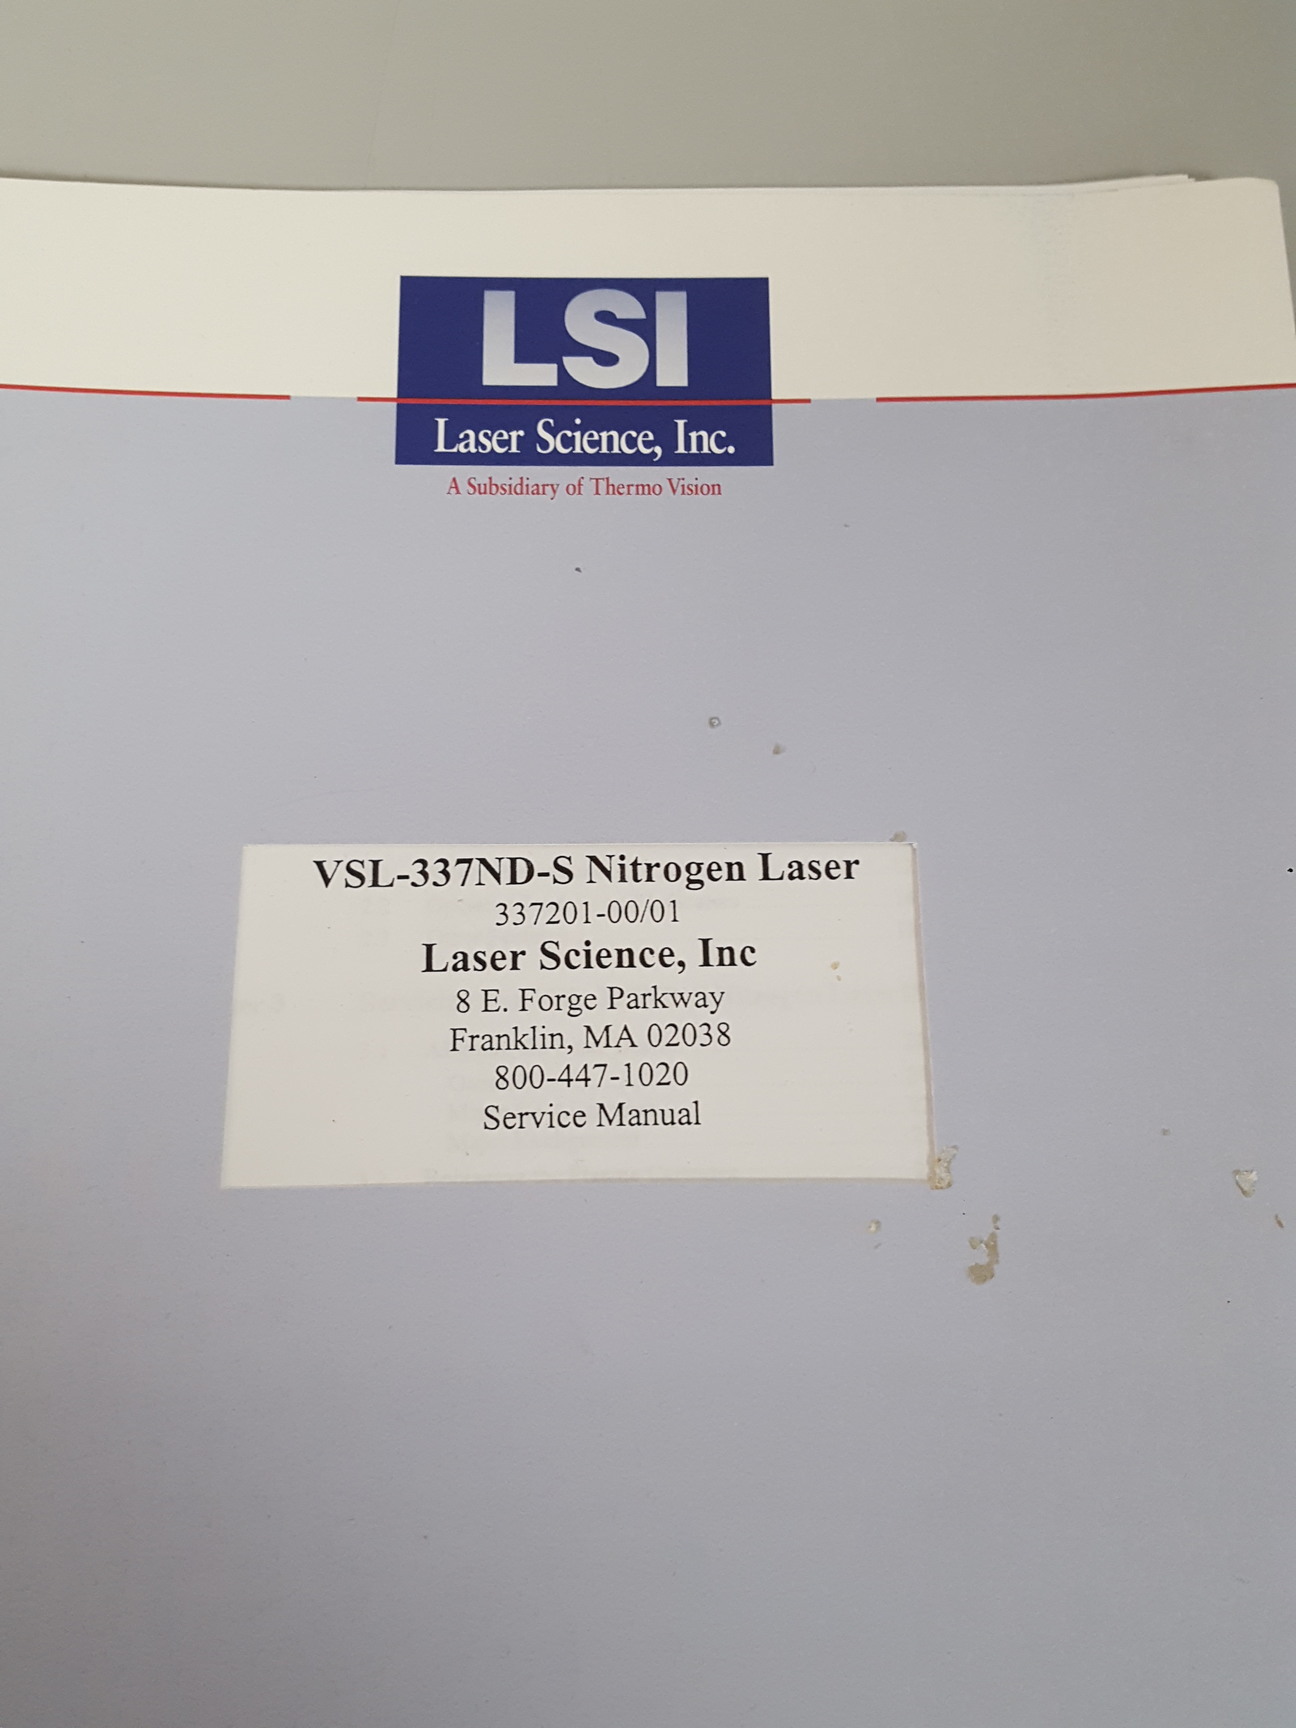 LSI
Laser Science, Inc.
A Subsidiary of Thermo Vision
VSL-337ND-S Nitrogen Laser
337201-00/01
Laser Science, Inc
8 E. Forge Parkway
Franklin, MA 02038
800-447-1020
Service Manual